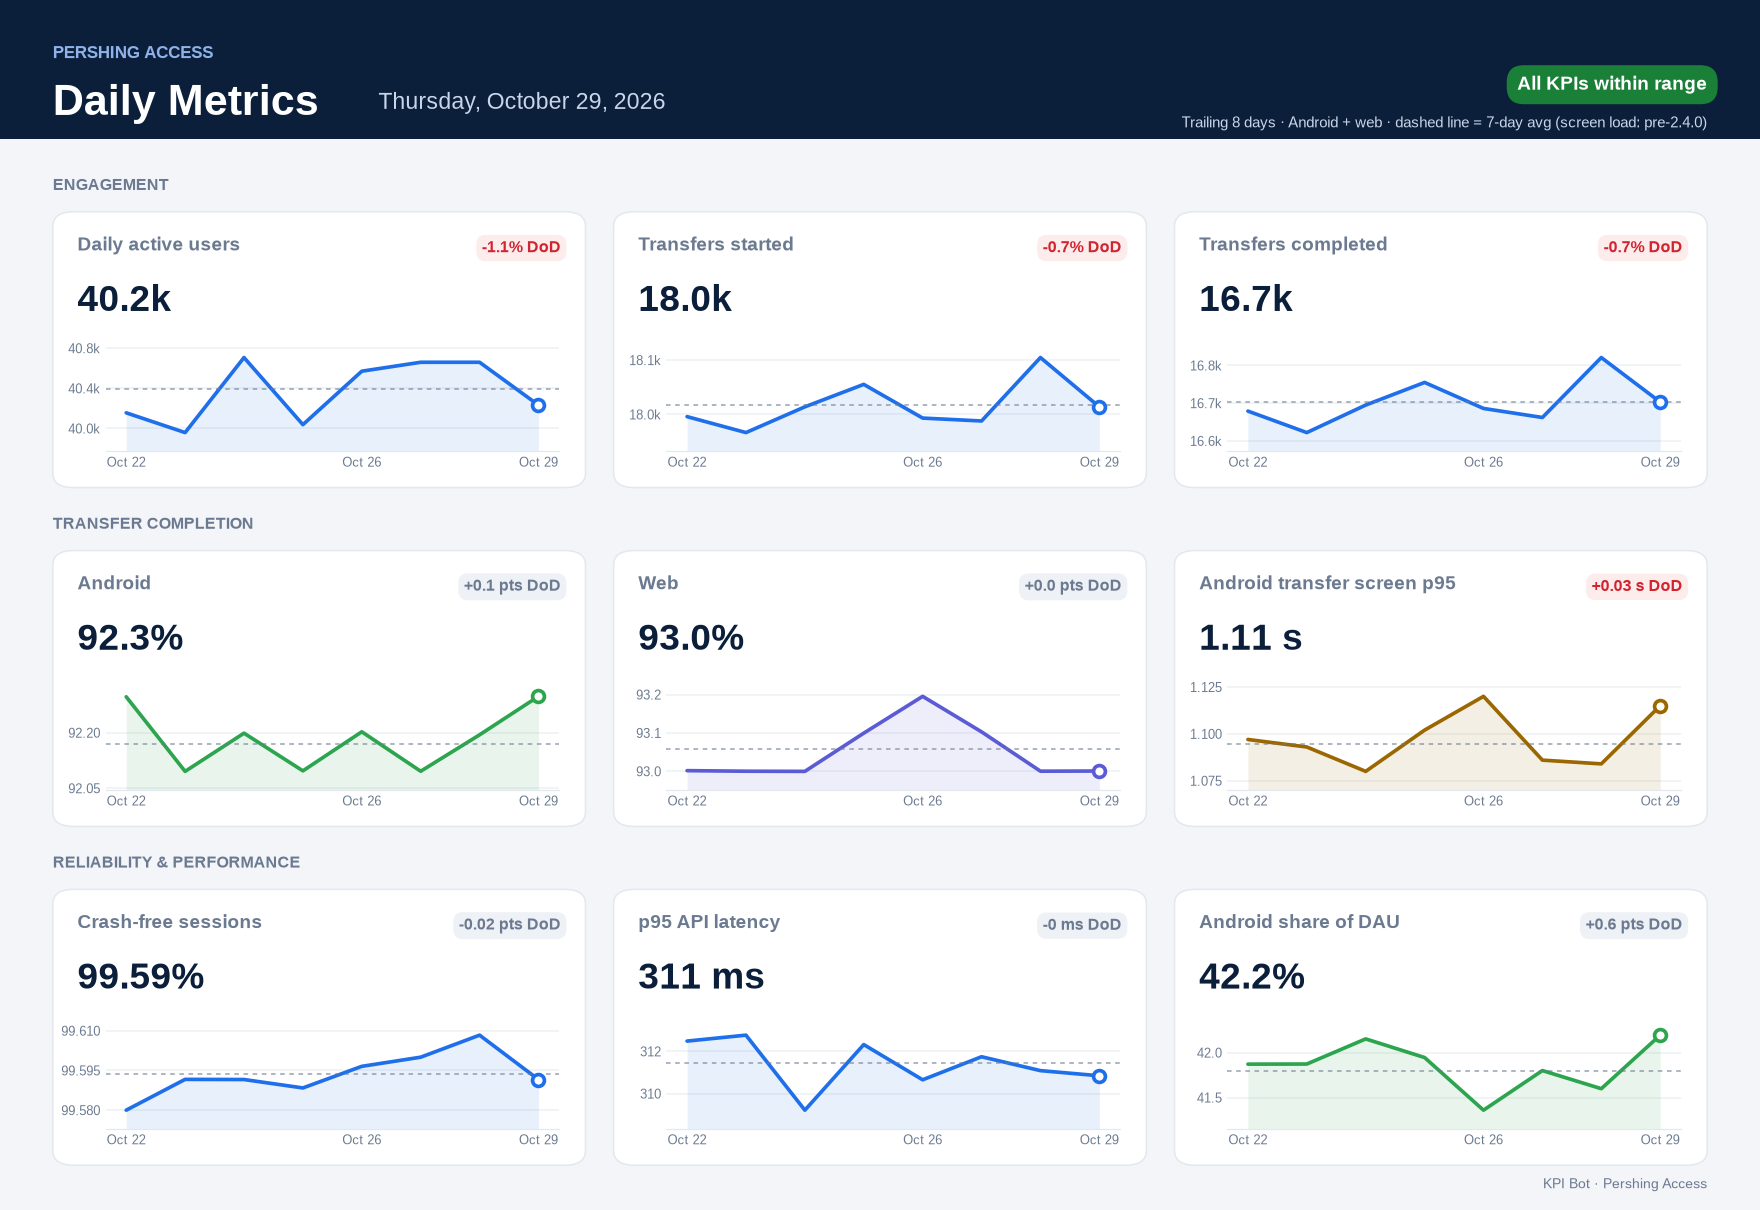 PERSHING ACCESS
Daily Metrics
Thursday, October 29, 2026
All KPIs within range
Trailing 8 days · Android + web · dashed line = 7-day avg (screen load: pre-2.4.0)
ENGAGEMENT
Daily active users
-1.1% DoD
40.2k
40.8k
40.4k
40.0k
Oct 22
Oct 26
Oct 29
Transfers started
-0.7% DoD
18.0k
18.1k
18.0k
Oct 22
Oct 26
Oct 29
Transfers completed
-0.7% DoD
16.7k
16.8k
16.7k
16.6k
Oct 22
Oct 26
Oct 29
TRANSFER COMPLETION
Android
+0.1 pts DoD
92.3%
92.20
92.05
Oct 22
Oct 26
Oct 29
Web
+0.0 pts DoD
93.0%
93.2
93.1
93.0
Oct 22
Oct 26
Oct 29
Android transfer screen p95
+0.03 s DoD
1.11 s
1.125
1.100
1.075
Oct 22
Oct 26
Oct 29
RELIABILITY & PERFORMANCE
Crash-free sessions
-0.02 pts DoD
99.59%
99.610
99.595
99.580
Oct 22
Oct 26
Oct 29
p95 API latency
-0 ms DoD
311 ms
312
310
Oct 22
Oct 26
Oct 29
Android share of DAU
+0.6 pts DoD
42.2%
42.0
41.5
Oct 22
Oct 26
Oct 29
KPI Bot · Pershing Access